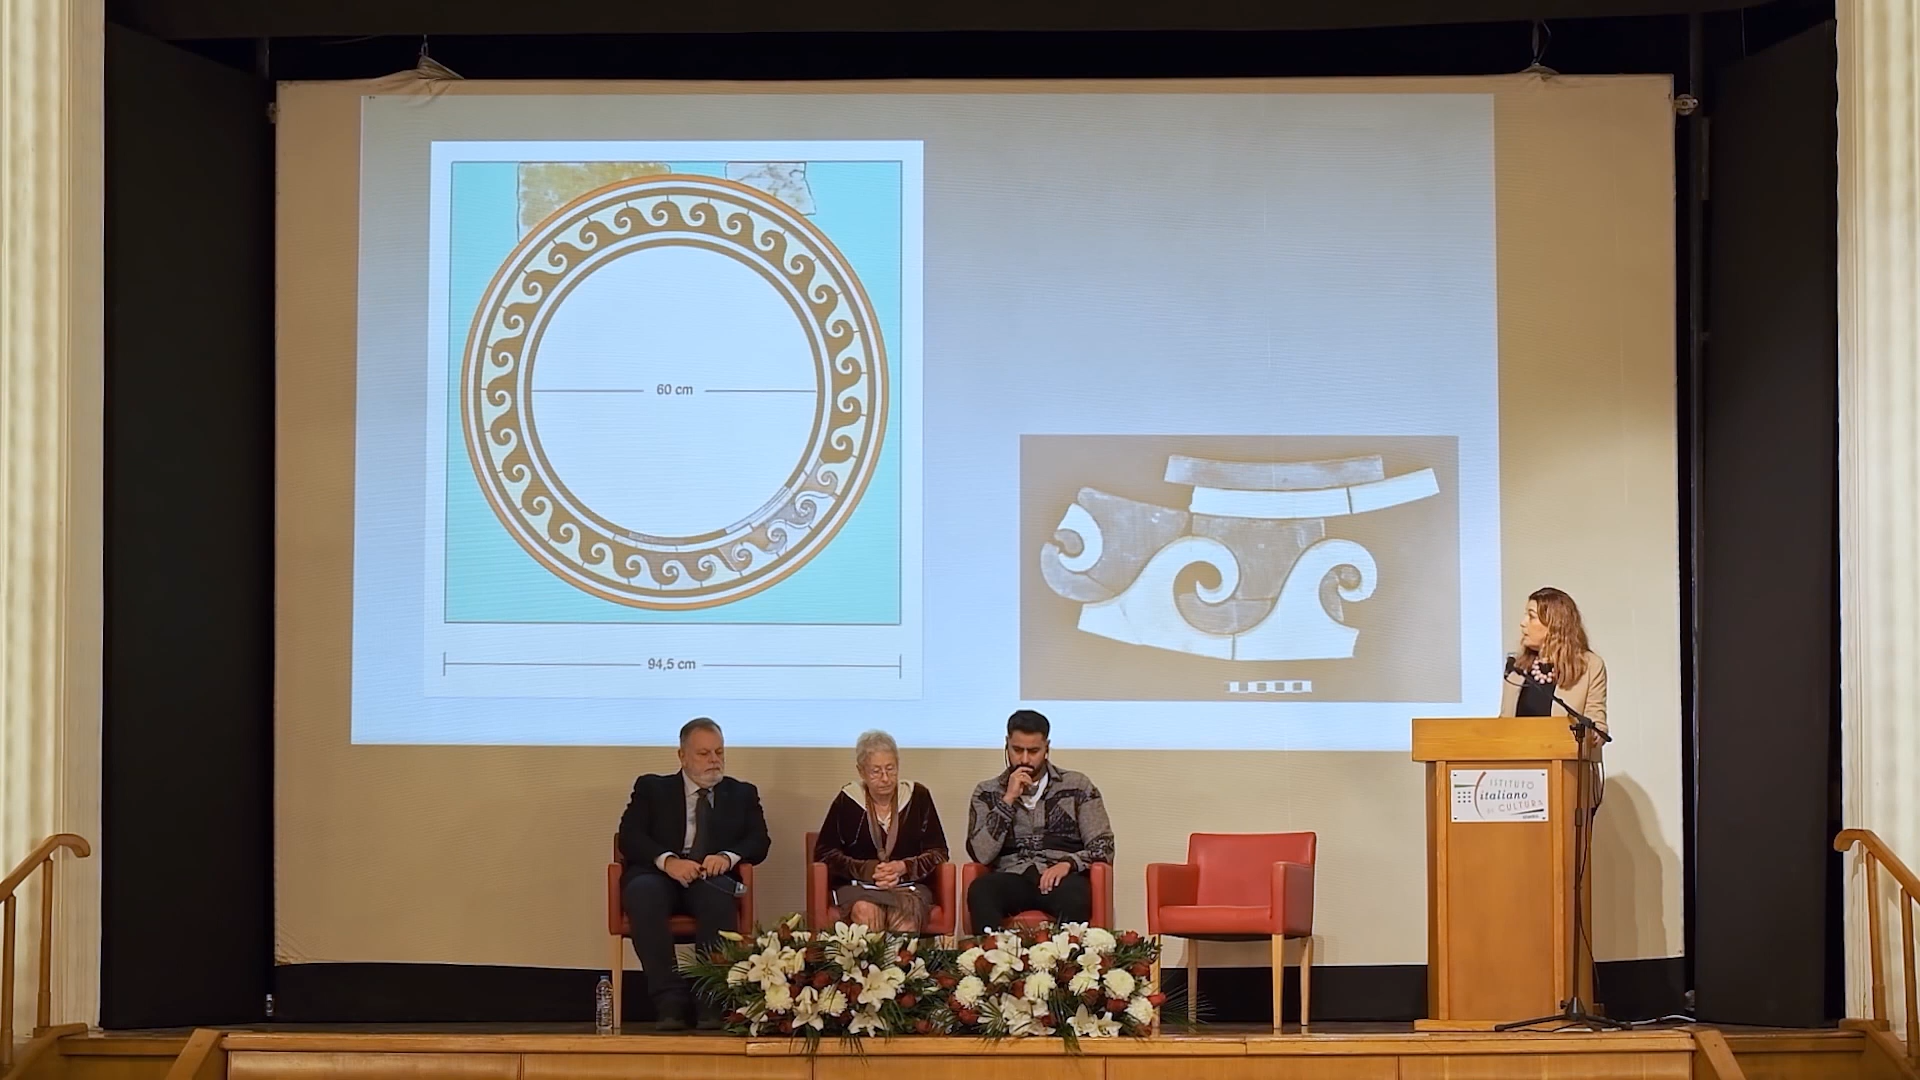 60 cm
94,5 cm
ISTITUTO
italiano
DI CULTURA